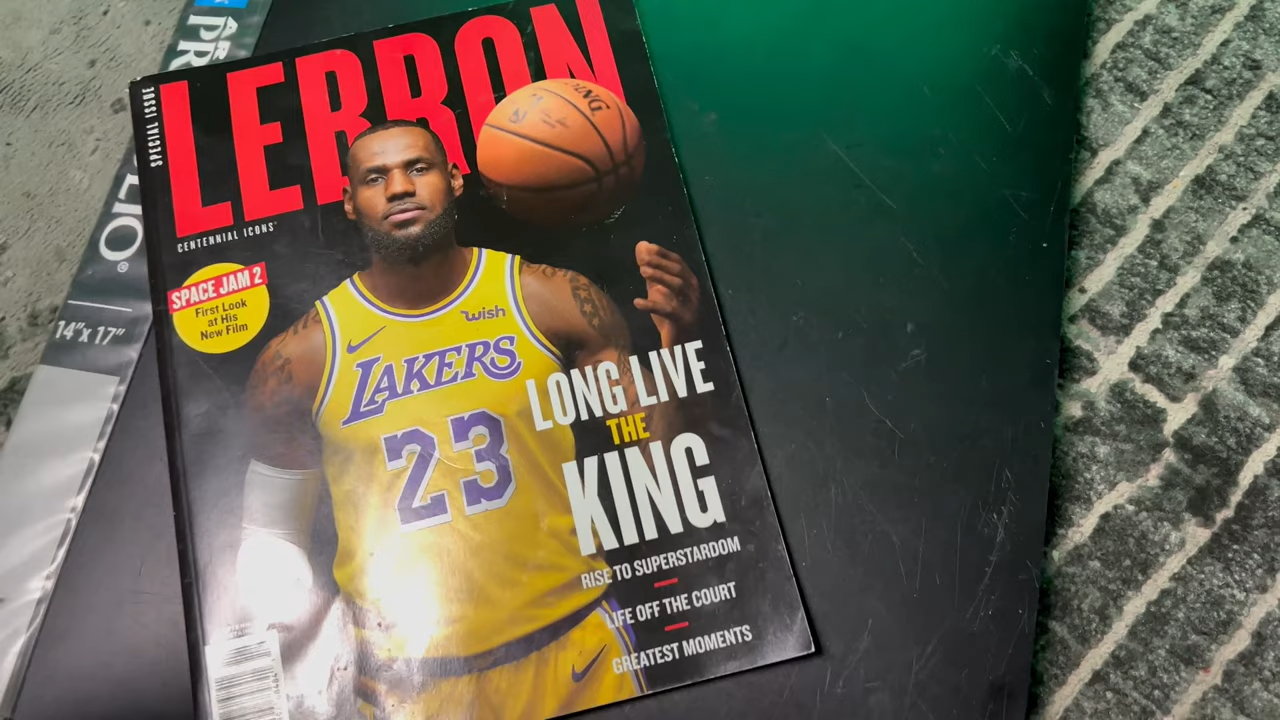 SPECIAL ISSUE
LEBRON
CENTENNIAL ICONS
SPACE JAM 2
First Look
at His
New Film
wish
LAKERS
23
LONG LIVE
THE
KING
RISE TO SUPERSTARDOM
LIFE OFF THE COURT
GREATEST MOMENTS
14"x 17"